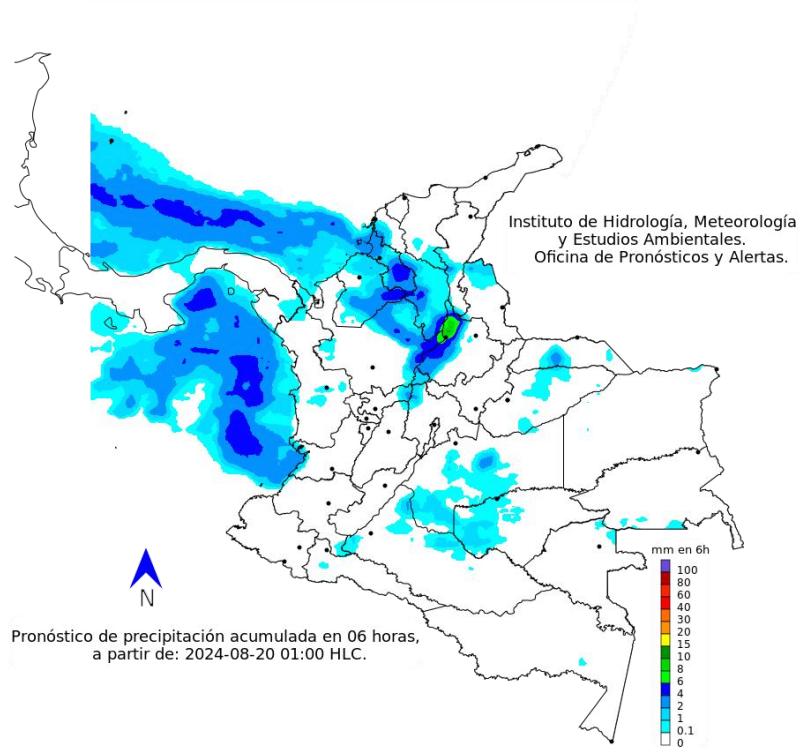 Instituto de Hidrología, Meteorología
y Estudios Ambientales.
Oficina de Pronósticos y Alertas.
mm en 6h
100
80
60
40
30
20
15
10
8
6
4
2
1
0.1
0
N
Pronóstico de precipitación acumulada en 06 horas,
a partir de: 2024-08-20 01:00 HLC.